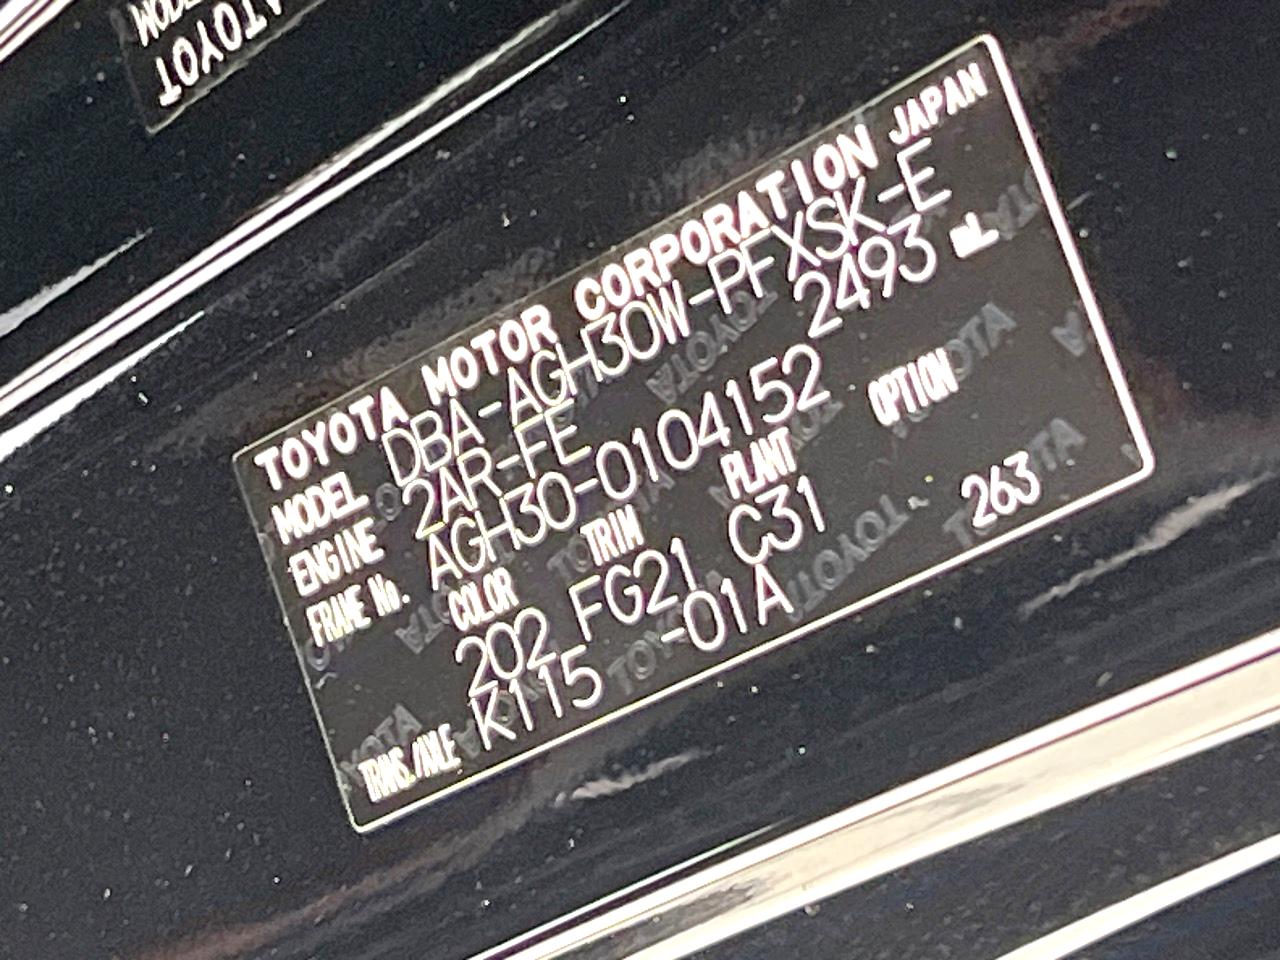 TOYOTA MOTOR CORPORATION JAPAN
MODEL DBA-AGH30W-PFXSK-E
ENGINE 2AR-FE 2493 mL
FRAME No. AGH30-0104152
COLOR TRIM PLANT OPTION
202 FG21 C31 263
TRANS./AXLE K115 -01A